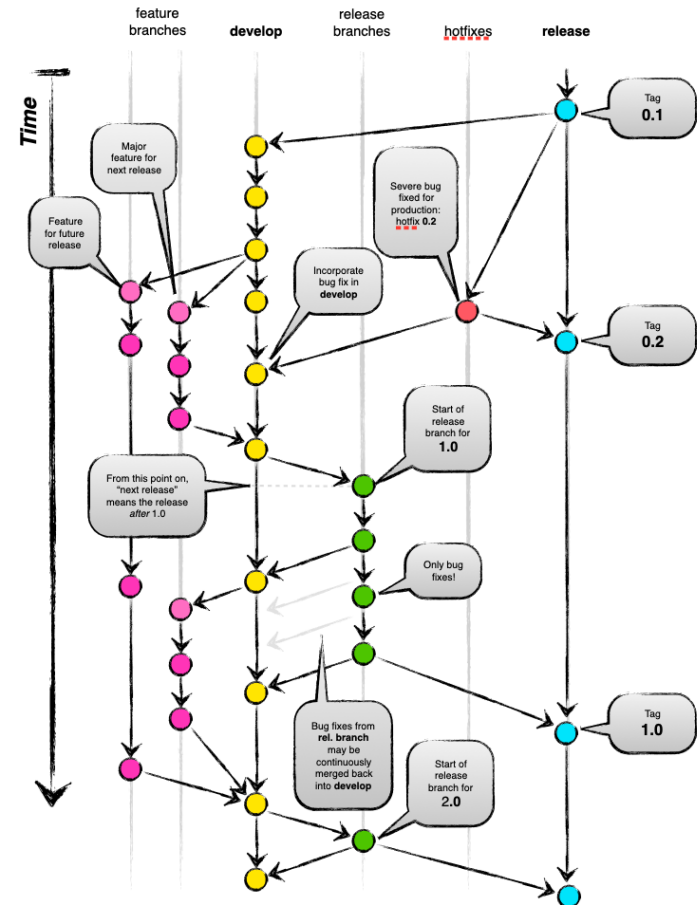 feature
branches
develop
release
branches
hotfixes
release
Time
Tag
0.1
Major
feature for
next release
Severe bug
fixed for
production:
hotfix 0.2
Feature
for future
release
Incorporate
bug fix in
develop
Tag
0.2
Start of
release
branch for
1.0
From this point on,
“next release”
means the release
after 1.0
Only bug
fixes!
Tag
1.0
Bug fixes from
rel. branch
may be
continuously
merged back
into develop
Start of
release
branch for
2.0